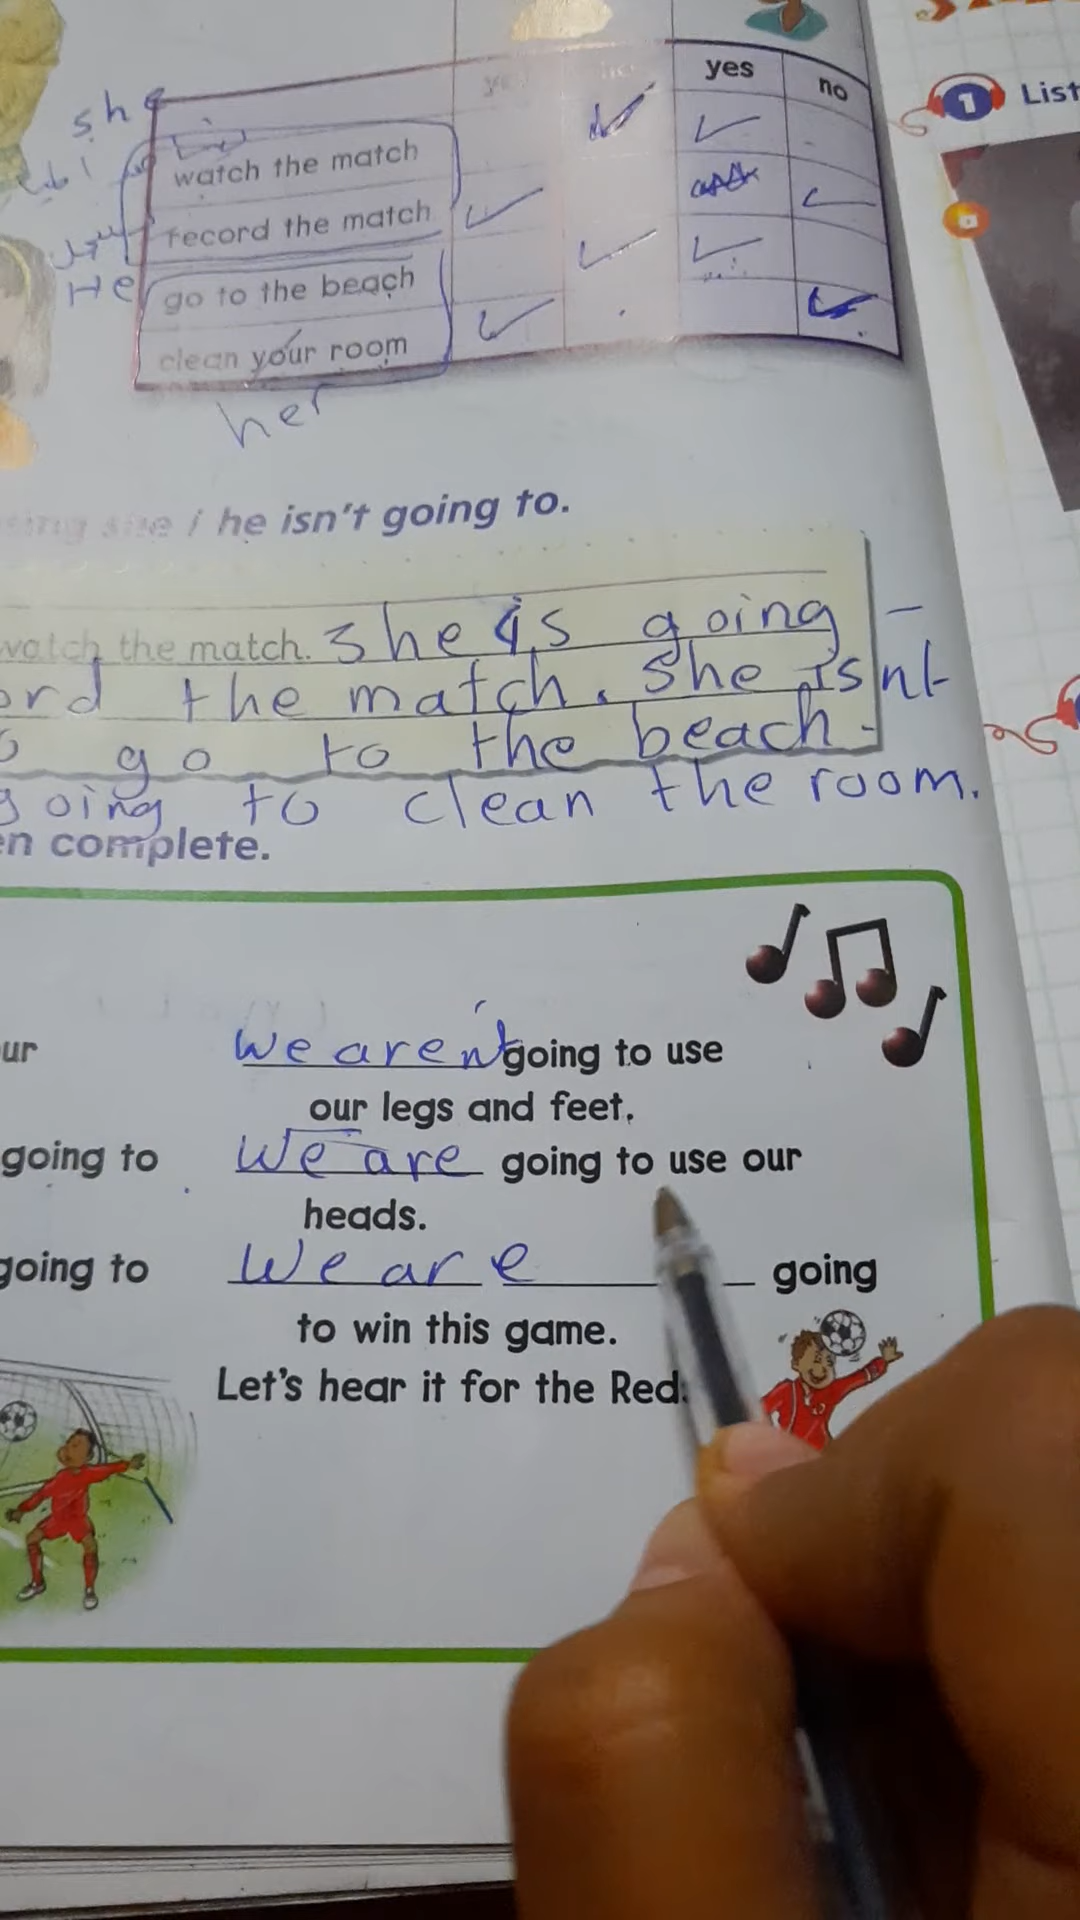 yes no
1 List
she
watch the match
record the match
He
go to the beach
clean your room
her
she / he isn't going to.
watch the match. She is going -
ord the match. She isn't
go to the beach.
going to clean the room.
en complete.
ur We aren't going to use
our legs and feet.
going to We are going to use our
heads.
going to We are going
to win this game.
Let's hear it for the Red